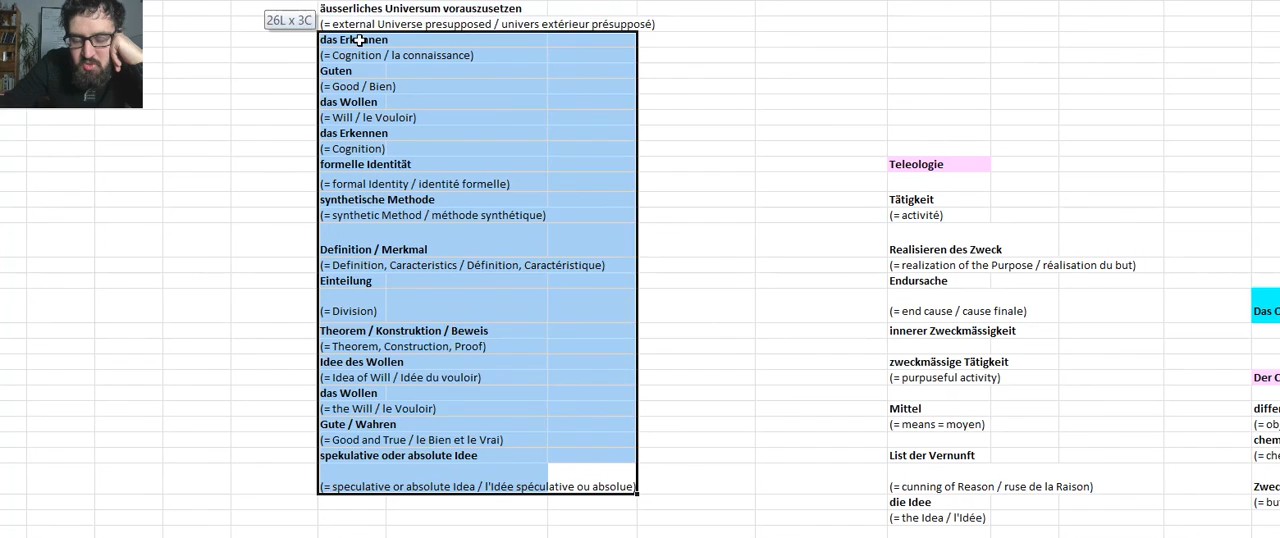 26L x 3C
äusserliches Universum vorauszusetzen
(= external Universe presupposed / univers extérieur présupposé)
das Erkennen
(= Cognition / la connaissance)
Guten
(= Good / Bien)
das Wollen
(= Will / le Vouloir)
das Erkennen
(= Cognition)
formelle Identität
(= formal Identity / identité formelle)
synthetische Methode
(= synthetic Method / méthode synthétique)
Definition / Merkmal
(= Definition, Caracteristics / Définition, Caractéristique)
Einteilung
(= Division)
Theorem / Konstruktion / Beweis
(= Theorem, Construction, Proof)
Idee des Wollen
(= Idea of Will / Idée du vouloir)
das Wollen
(= the Will / le Vouloir)
Gute / Wahren
(= Good and True / le Bien et le Vrai)
spekulative oder absolute Idee
(= speculative or absolute Idea / l'Idée spéculative ou absolue)
Teleologie
Tätigkeit
(= activité)
Realisieren des Zweck
(= realization of the Purpose / réalisation du but)
Endursache
(= end cause / cause finale)
innerer Zweckmässigkeit
zweckmässige Tätigkeit
(= purpuseful activity)
Mittel
(= means = moyen)
List der Vernunft
(= cunning of Reason / ruse de la Raison)
die Idee
(= the Idea / l'Idée)
Das
Der